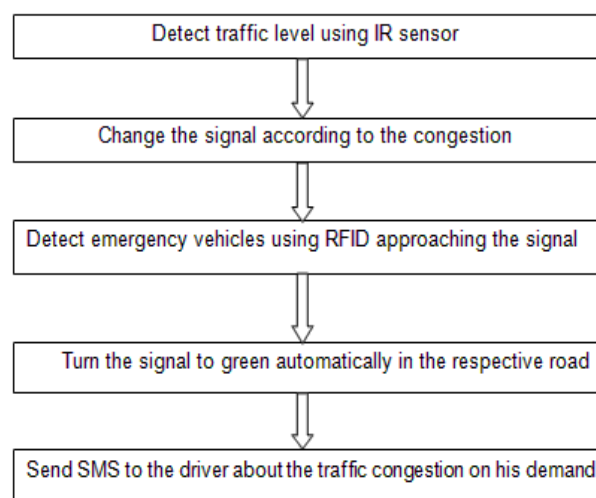 Detect traffic level using IR sensor
Change the signal according to the congestion
Detect emergency vehicles using RFID approaching the signal
Turn the signal to green automatically in the respective road
Send SMS to the driver about the traffic congestion on his demand